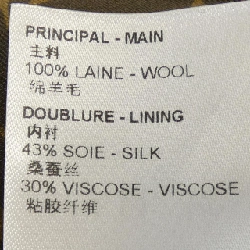 PRINCIPAL - MAIN
主料
100% LAINE - WOOL
绵羊毛
DOUBLURE - LINING
内衬
43% SOIE - SILK
桑蚕丝
30% VISCOSE - VISCOSE
粘胶纤维